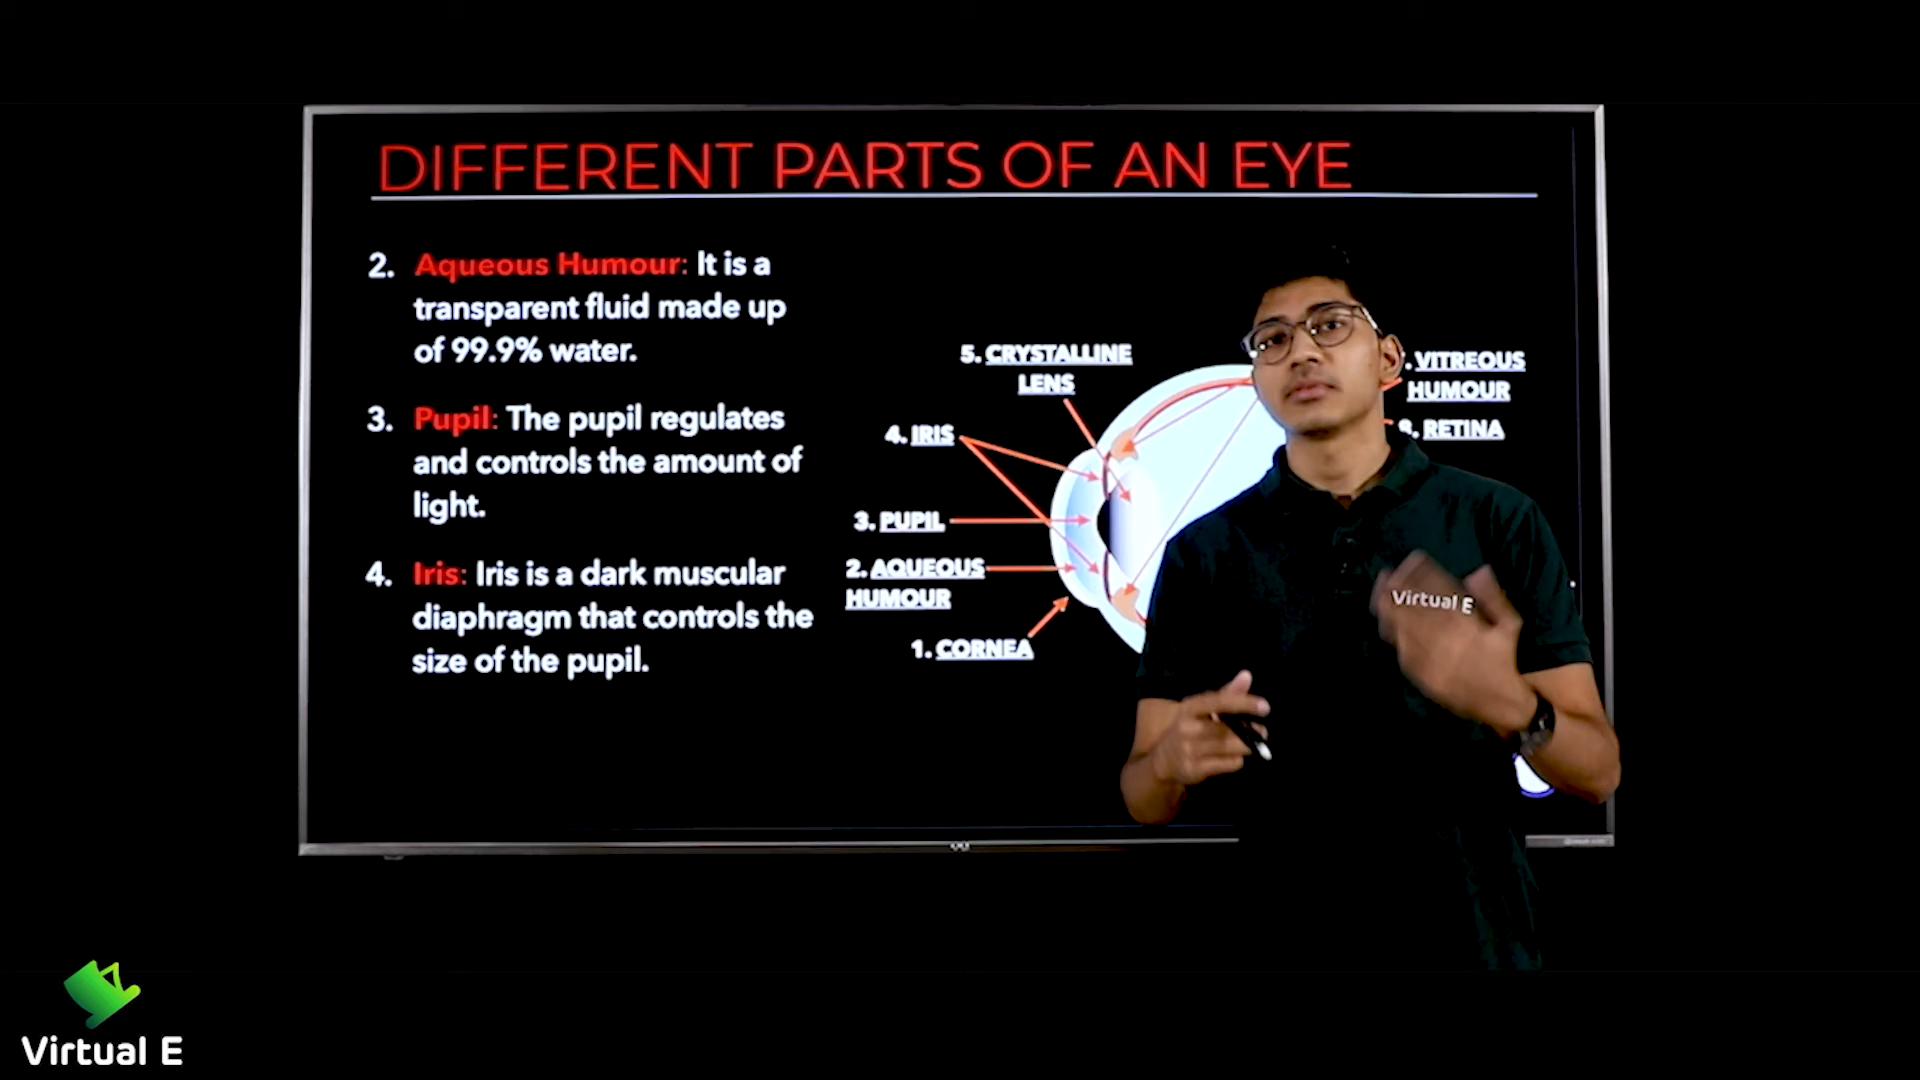 DIFFERENT PARTS OF AN EYE
2. Aqueous Humour: It is a
transparent fluid made up
of 99.9% water.
3. Pupil: The pupil regulates
and controls the amount of
light.
4. Iris: Iris is a dark muscular
diaphragm that controls the
size of the pupil.
5. CRYSTALLINE
LENS
4. IRIS
3. PUPIL
2. AQUEOUS
HUMOUR
1. CORNEA
. VITREOUS
HUMOUR
8. RETINA
Virtual E
Virtual E